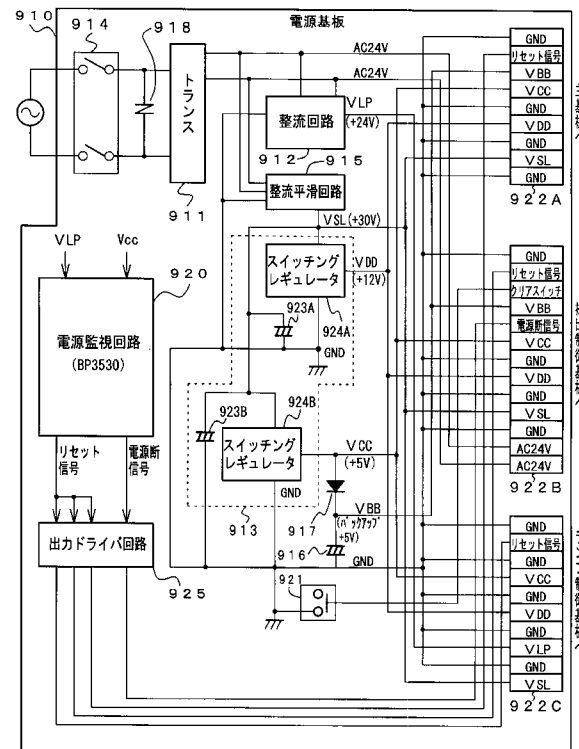 910
電源基板
914
918
トランス
911
AC24V
AC24V
整流回路
912
VLP
(+24V)
915
整流平滑回路
VSL(+30V)
スイッチング
レギュレータ
VDD
(+12V)
923A
924A
GND
923B
924B
スイッチング
レギュレータ
VCC
(+5V)
GND
913
917
VBB
(バックアップ
+5V)
916
GND
921
VLP
Vcc
920
電源監視回路
(BP3530)
リセット
信号
電源断
信号
出力ドライバ回路
925
GND
リセット信号
VBB
VCC
GND
VDD
GND
VSL
GND
922A
主基板へ
GND
リセット信号
クリアスイッチ
VBB
電源断信号
VCC
GND
VDD
GND
VSL
GND
AC24V
AC24V
922B
GND
リセット信号
GND
VCC
GND
VDD
GND
VLP
GND
VSL
922C